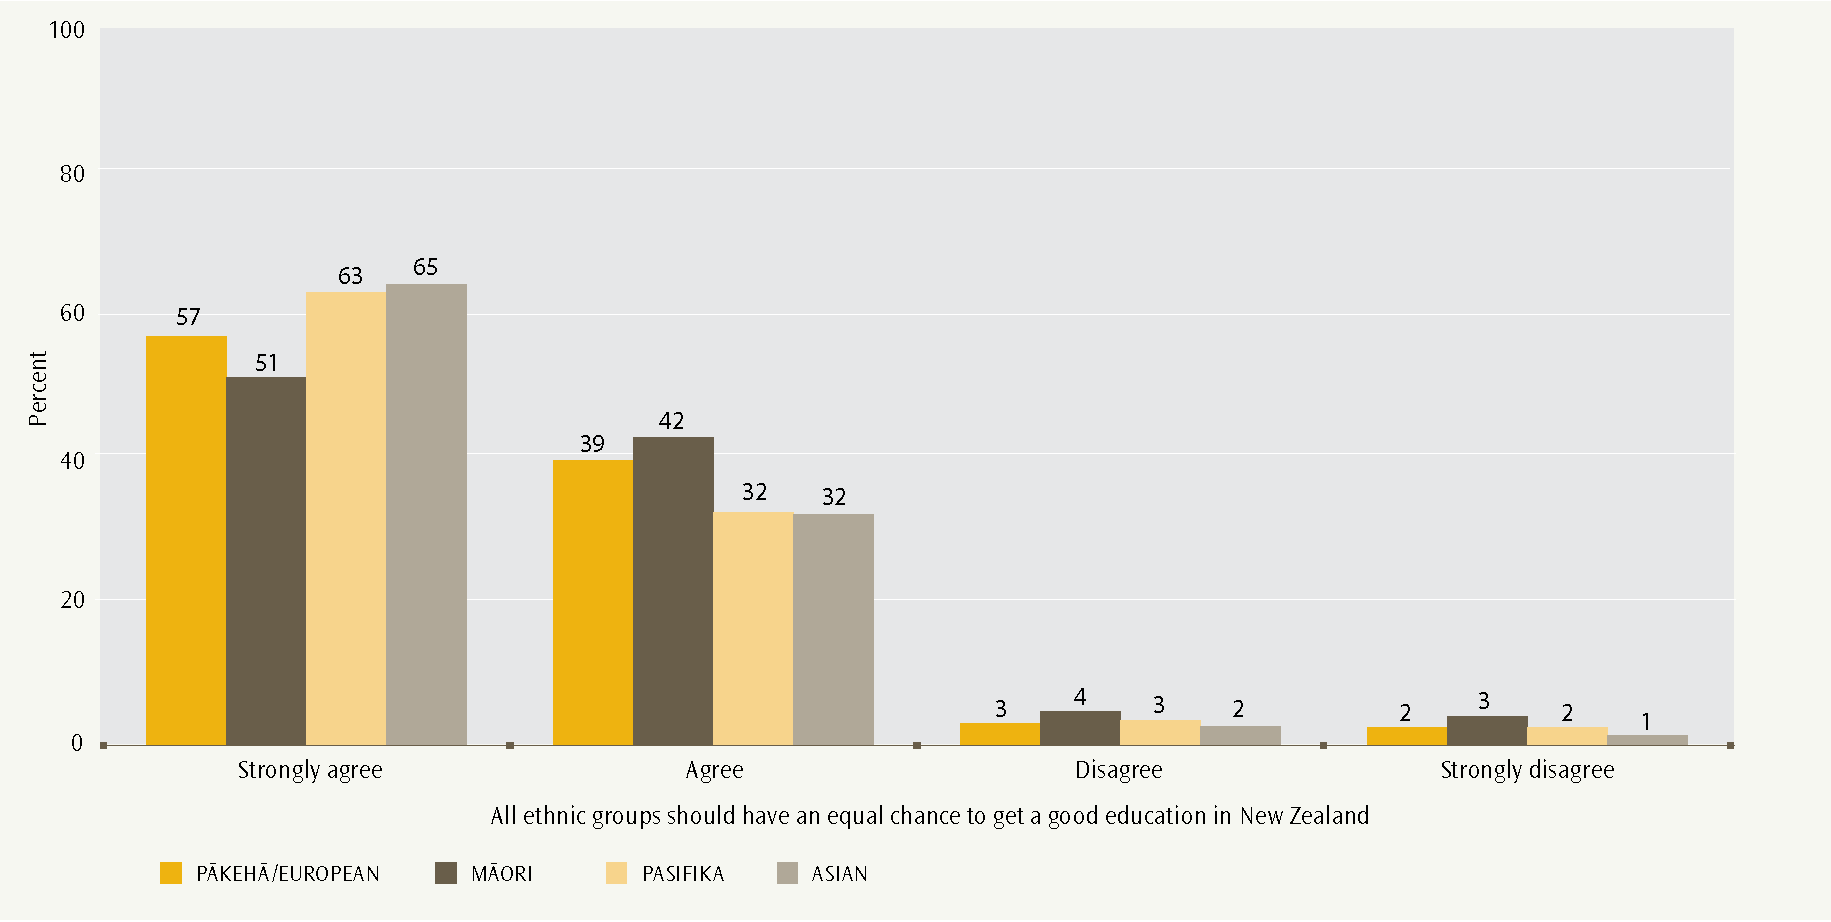 100
80
60
40
20
0
Percent
57
51
63
65
39
42
32
32
3
4
3
2
2
3
2
1
Strongly agree
Agree
Disagree
Strongly disagree
All ethnic groups should have an equal chance to get a good education in New Zealand
PĀKEHĀ/EUROPEAN
MĀORI
PASIFIKA
ASIAN